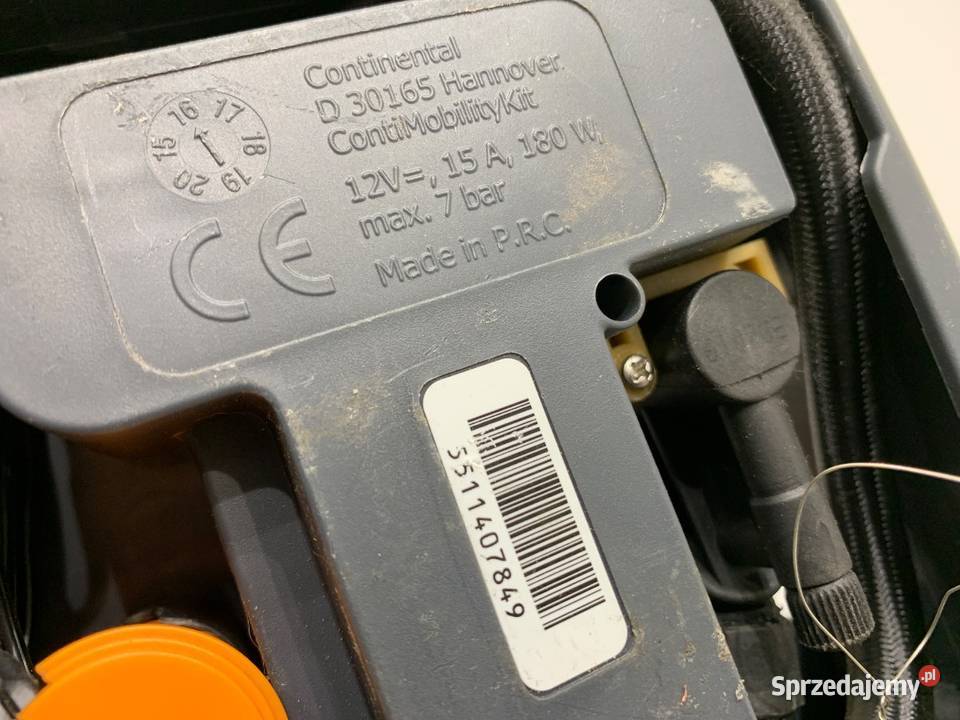 Continental
D 30165 Hannover
ContiMobilityKit
12V=, 15 A, 180 W,
max. 7 bar
Made in P.R.C.
15 16 17 18 19 20
CE
5511407849
Sprzedajemy.pl